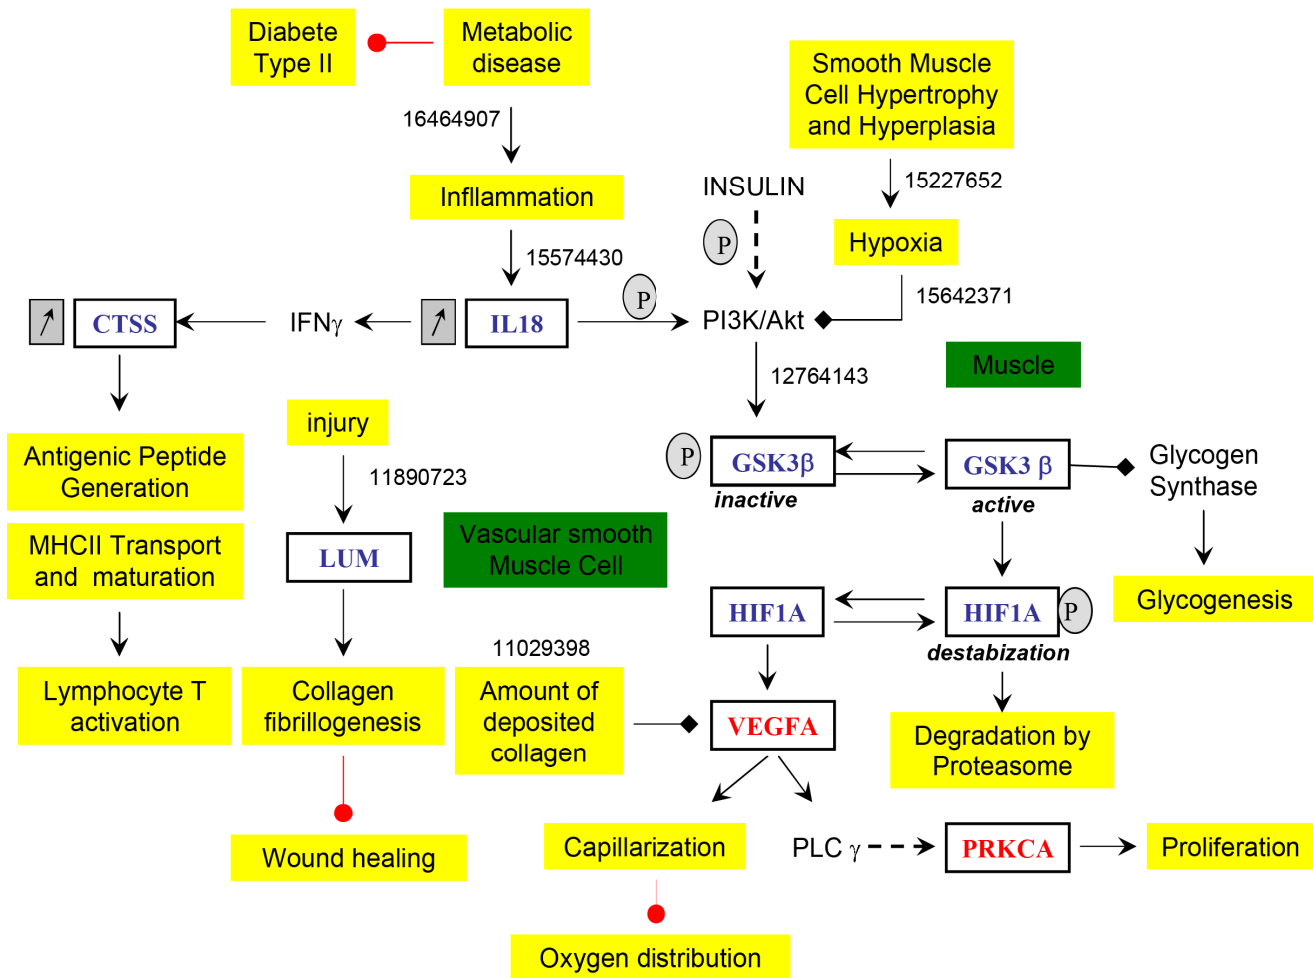 Diabete
Type II
Metabolic
disease
Smooth Muscle
Cell Hypertrophy
and Hyperplasia
16464907
15227652
Infllammation
INSULIN
P
Hypoxia
15574430
15642371
P
CTSS
IFNγ
IL18
PI3K/Akt
12764143
Muscle
injury
Antigenic Peptide
Generation
11890723
P
GSK3β
inactive
GSK3 β
active
Glycogen
Synthase
MHCII Transport
and maturation
LUM
Vascular smooth
Muscle Cell
HIF1A
HIF1A
P
destabization
Glycogenesis
11029398
Lymphocyte T
activation
Collagen
fibrillogenesis
Amount of
deposited
collagen
VEGFA
Degradation by
Proteasome
Wound healing
Capillarization
PLC γ
PRKCA
Proliferation
Oxygen distribution